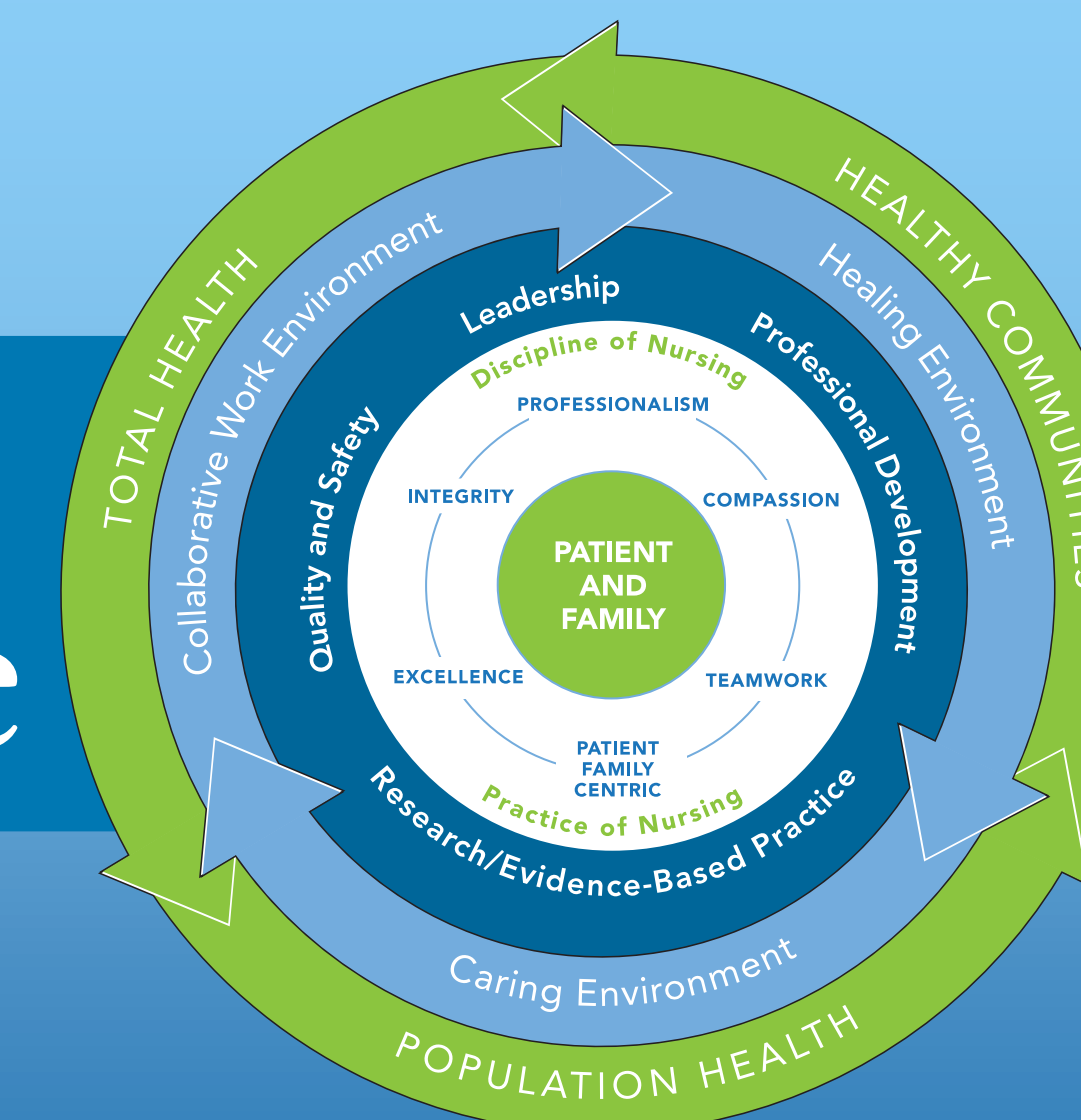 TOTAL HEALTH
HEALTHY COMMUNITIES
POPULATION HEALTH
Collaborative Work Environment
Healing Environment
Caring Environment
Leadership
Professional Development
Quality and Safety
Research/Evidence-Based Practice
Discipline of Nursing
PROFESSIONALISM
INTEGRITY
COMPASSION
PATIENT
AND
FAMILY
EXCELLENCE
TEAMWORK
PATIENT
FAMILY
CENTRIC
Practice of Nursing
e